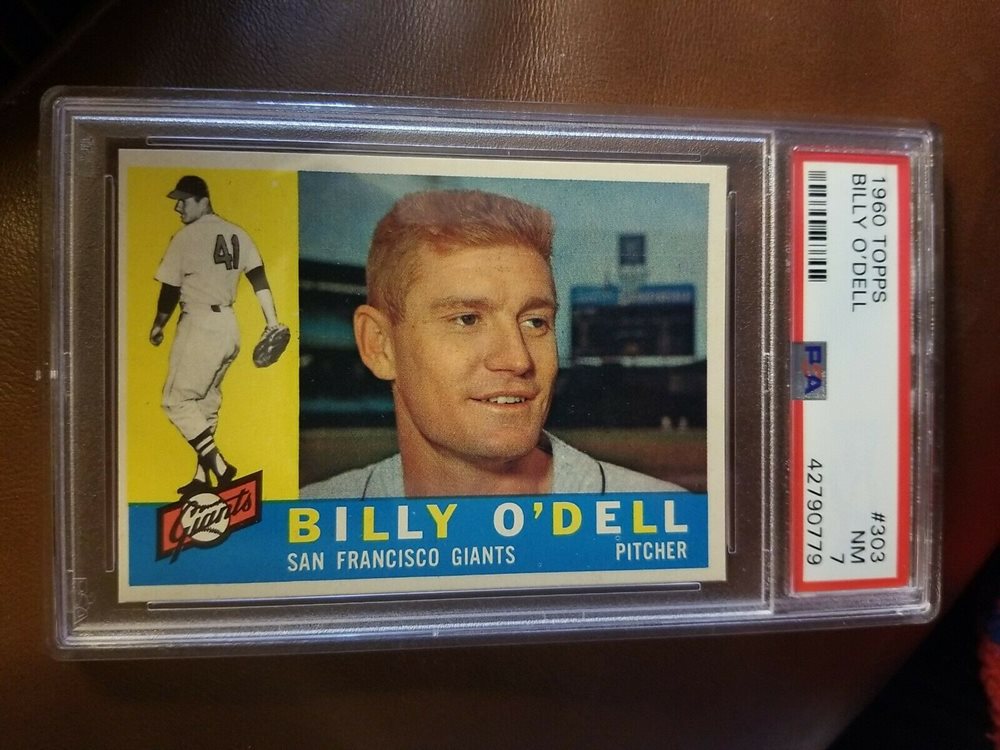 41
Giants
BILLY O'DELL
SAN FRANCISCO GIANTS PITCHER
1960 TOPPS #303
BILLY O'DELL NM 7
PSA 42790779